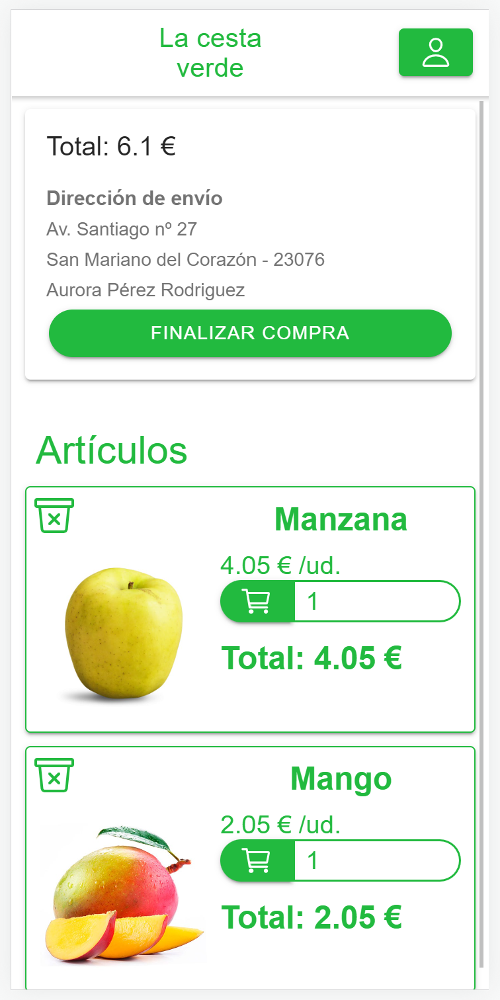 La cesta
verde
Total: 6.1 €
Dirección de envío
Av. Santiago nº 27
San Mariano del Corazón - 23076
Aurora Pérez Rodriguez
FINALIZAR COMPRA
Artículos
Manzana
4.05 € /ud.
1
Total: 4.05 €
Mango
2.05 € /ud.
1
Total: 2.05 €